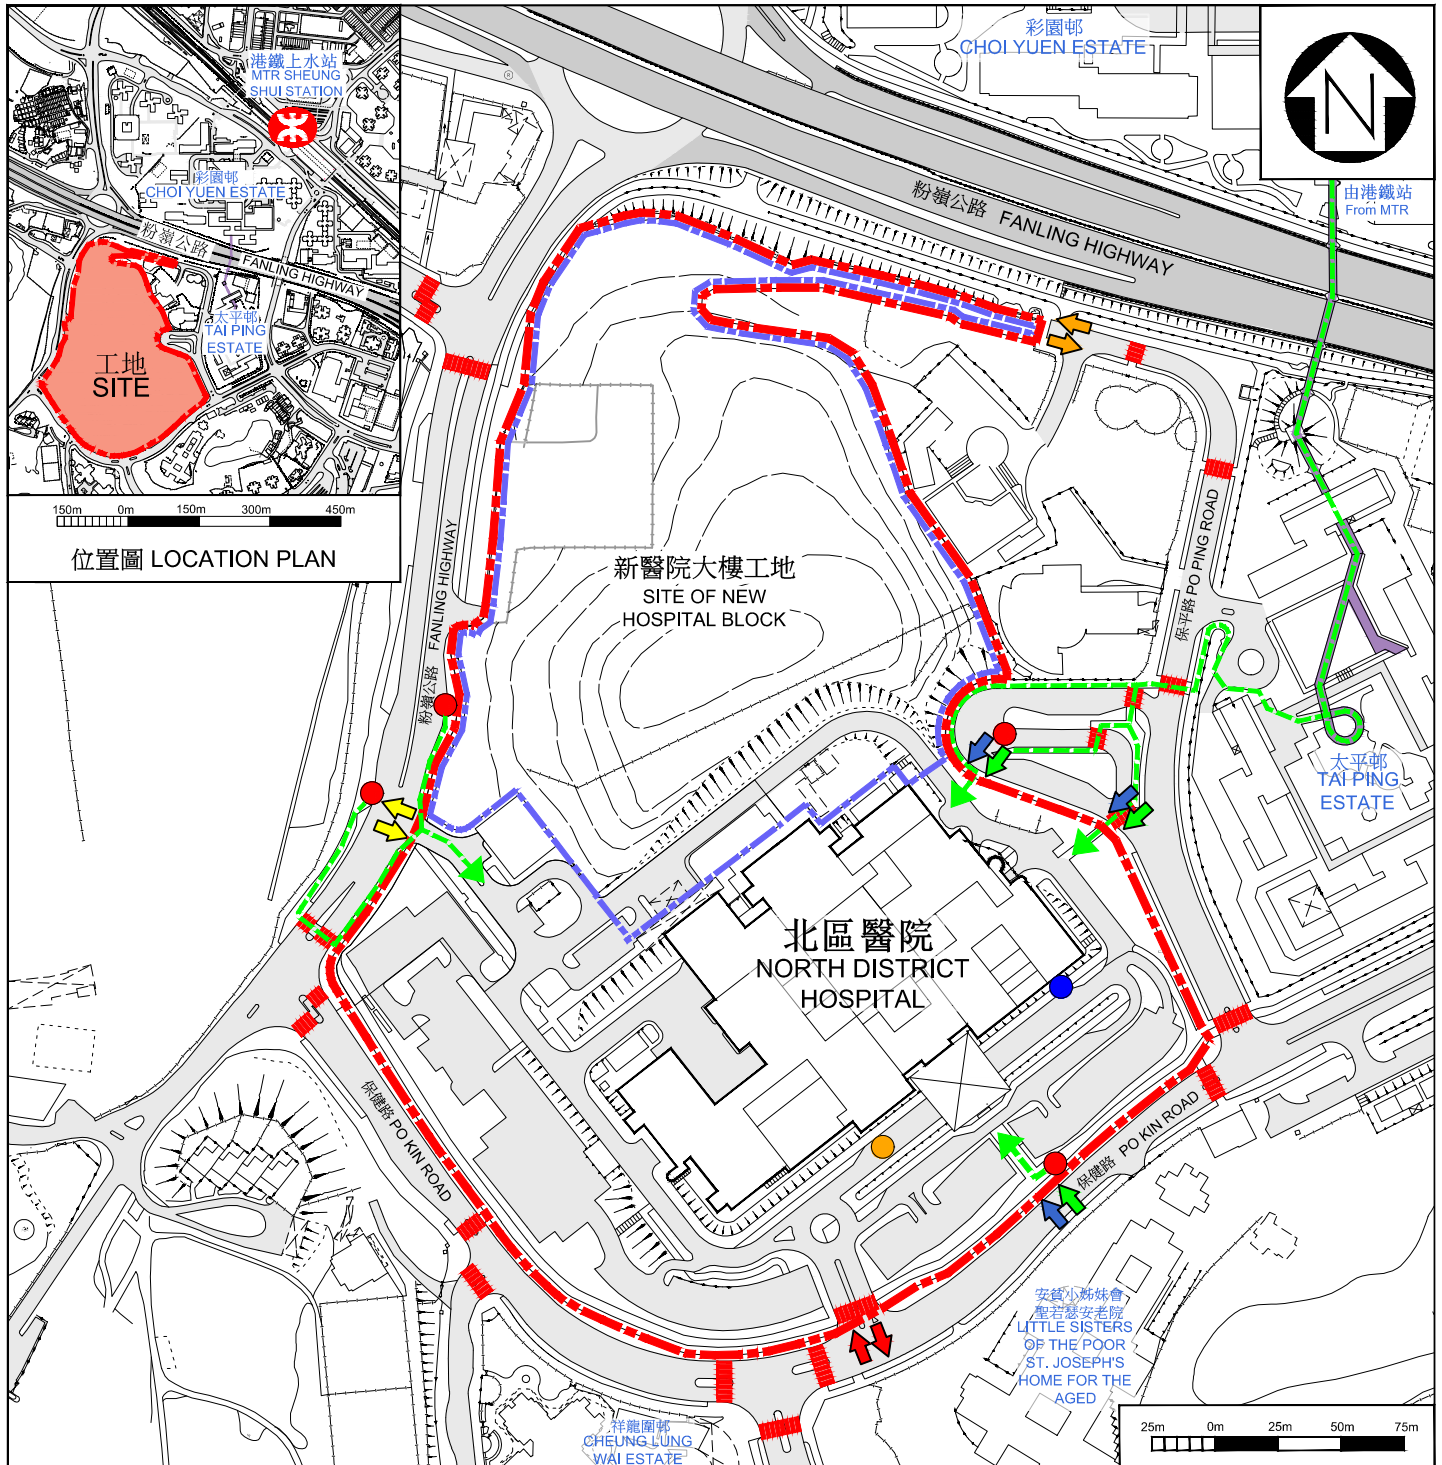 港鐵上水站
MTR SHEUNG
SHUI STATION
彩園邨
CHOI YUEN ESTATE
粉嶺公路
FANLING HIGHWAY
太平邨
TAI PING
ESTATE
工地
SITE
150m 0m 150m 300m 450m
位置圖 LOCATION PLAN
彩園邨
CHOI YUEN ESTATE
N
由港鐵站
From MTR
粉嶺公路 FANLING HIGHWAY
粉嶺公路 FANLING HIGHWAY
新醫院大樓工地
SITE OF NEW
HOSPITAL BLOCK
保平路 PO PING ROAD
太平邨
TAI PING
ESTATE
北區醫院
NORTH DISTRICT
HOSPITAL
保健路 PO KIN ROAD
保健路 PO KIN ROAD
安貧小姊妹會
聖若瑟安老院
LITTLE SISTERS
OF THE POOR
ST. JOSEPH'S
HOME FOR THE
AGED
祥龍圍邨
CHEUNG LUNG
WAI ESTATE
25m 0m 25m 50m 75m